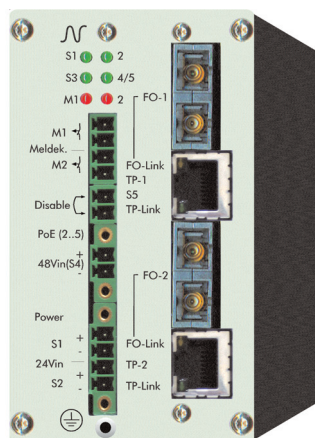 S1 2
S3 4/5
M1 2
FO-1
M1
Meldek.
M2
FO-Link
TP-1
S5
Disable
TP-Link
PoE (2..5)
48Vin(S4)
+
-
FO-2
Power
S1
+
-
FO-Link
24Vin
TP-2
S2
+
-
TP-Link